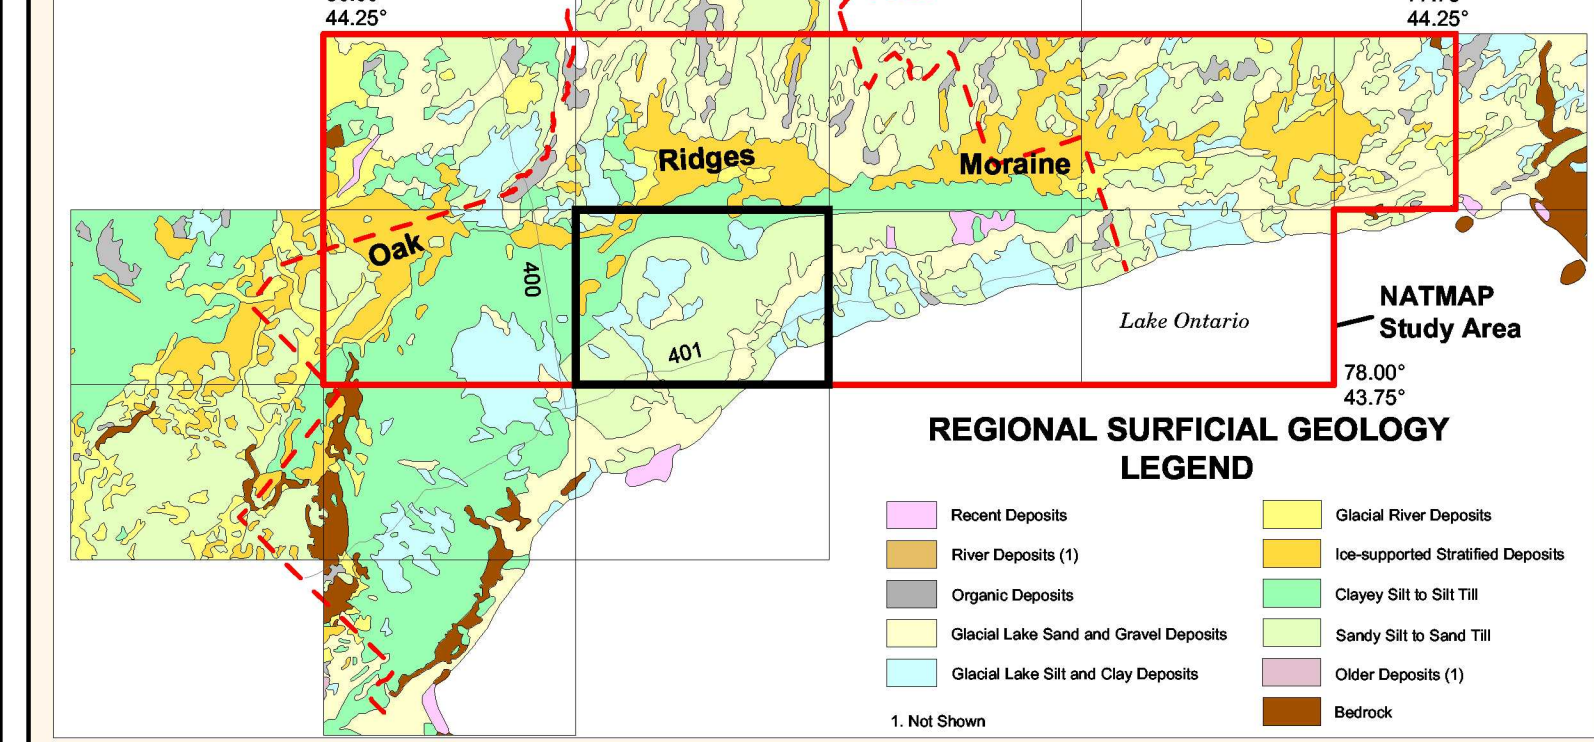 44.25°
44.25°
Ridges
Moraine
Oak
400
401
Lake Ontario
NATMAP
Study Area
78.00°
43.75°
REGIONAL SURFICIAL GEOLOGY
LEGEND
Recent Deposits
River Deposits (1)
Organic Deposits
Glacial Lake Sand and Gravel Deposits
Glacial Lake Silt and Clay Deposits
1. Not Shown
Glacial River Deposits
Ice-supported Stratified Deposits
Clayey Silt to Silt Till
Sandy Silt to Sand Till
Older Deposits (1)
Bedrock